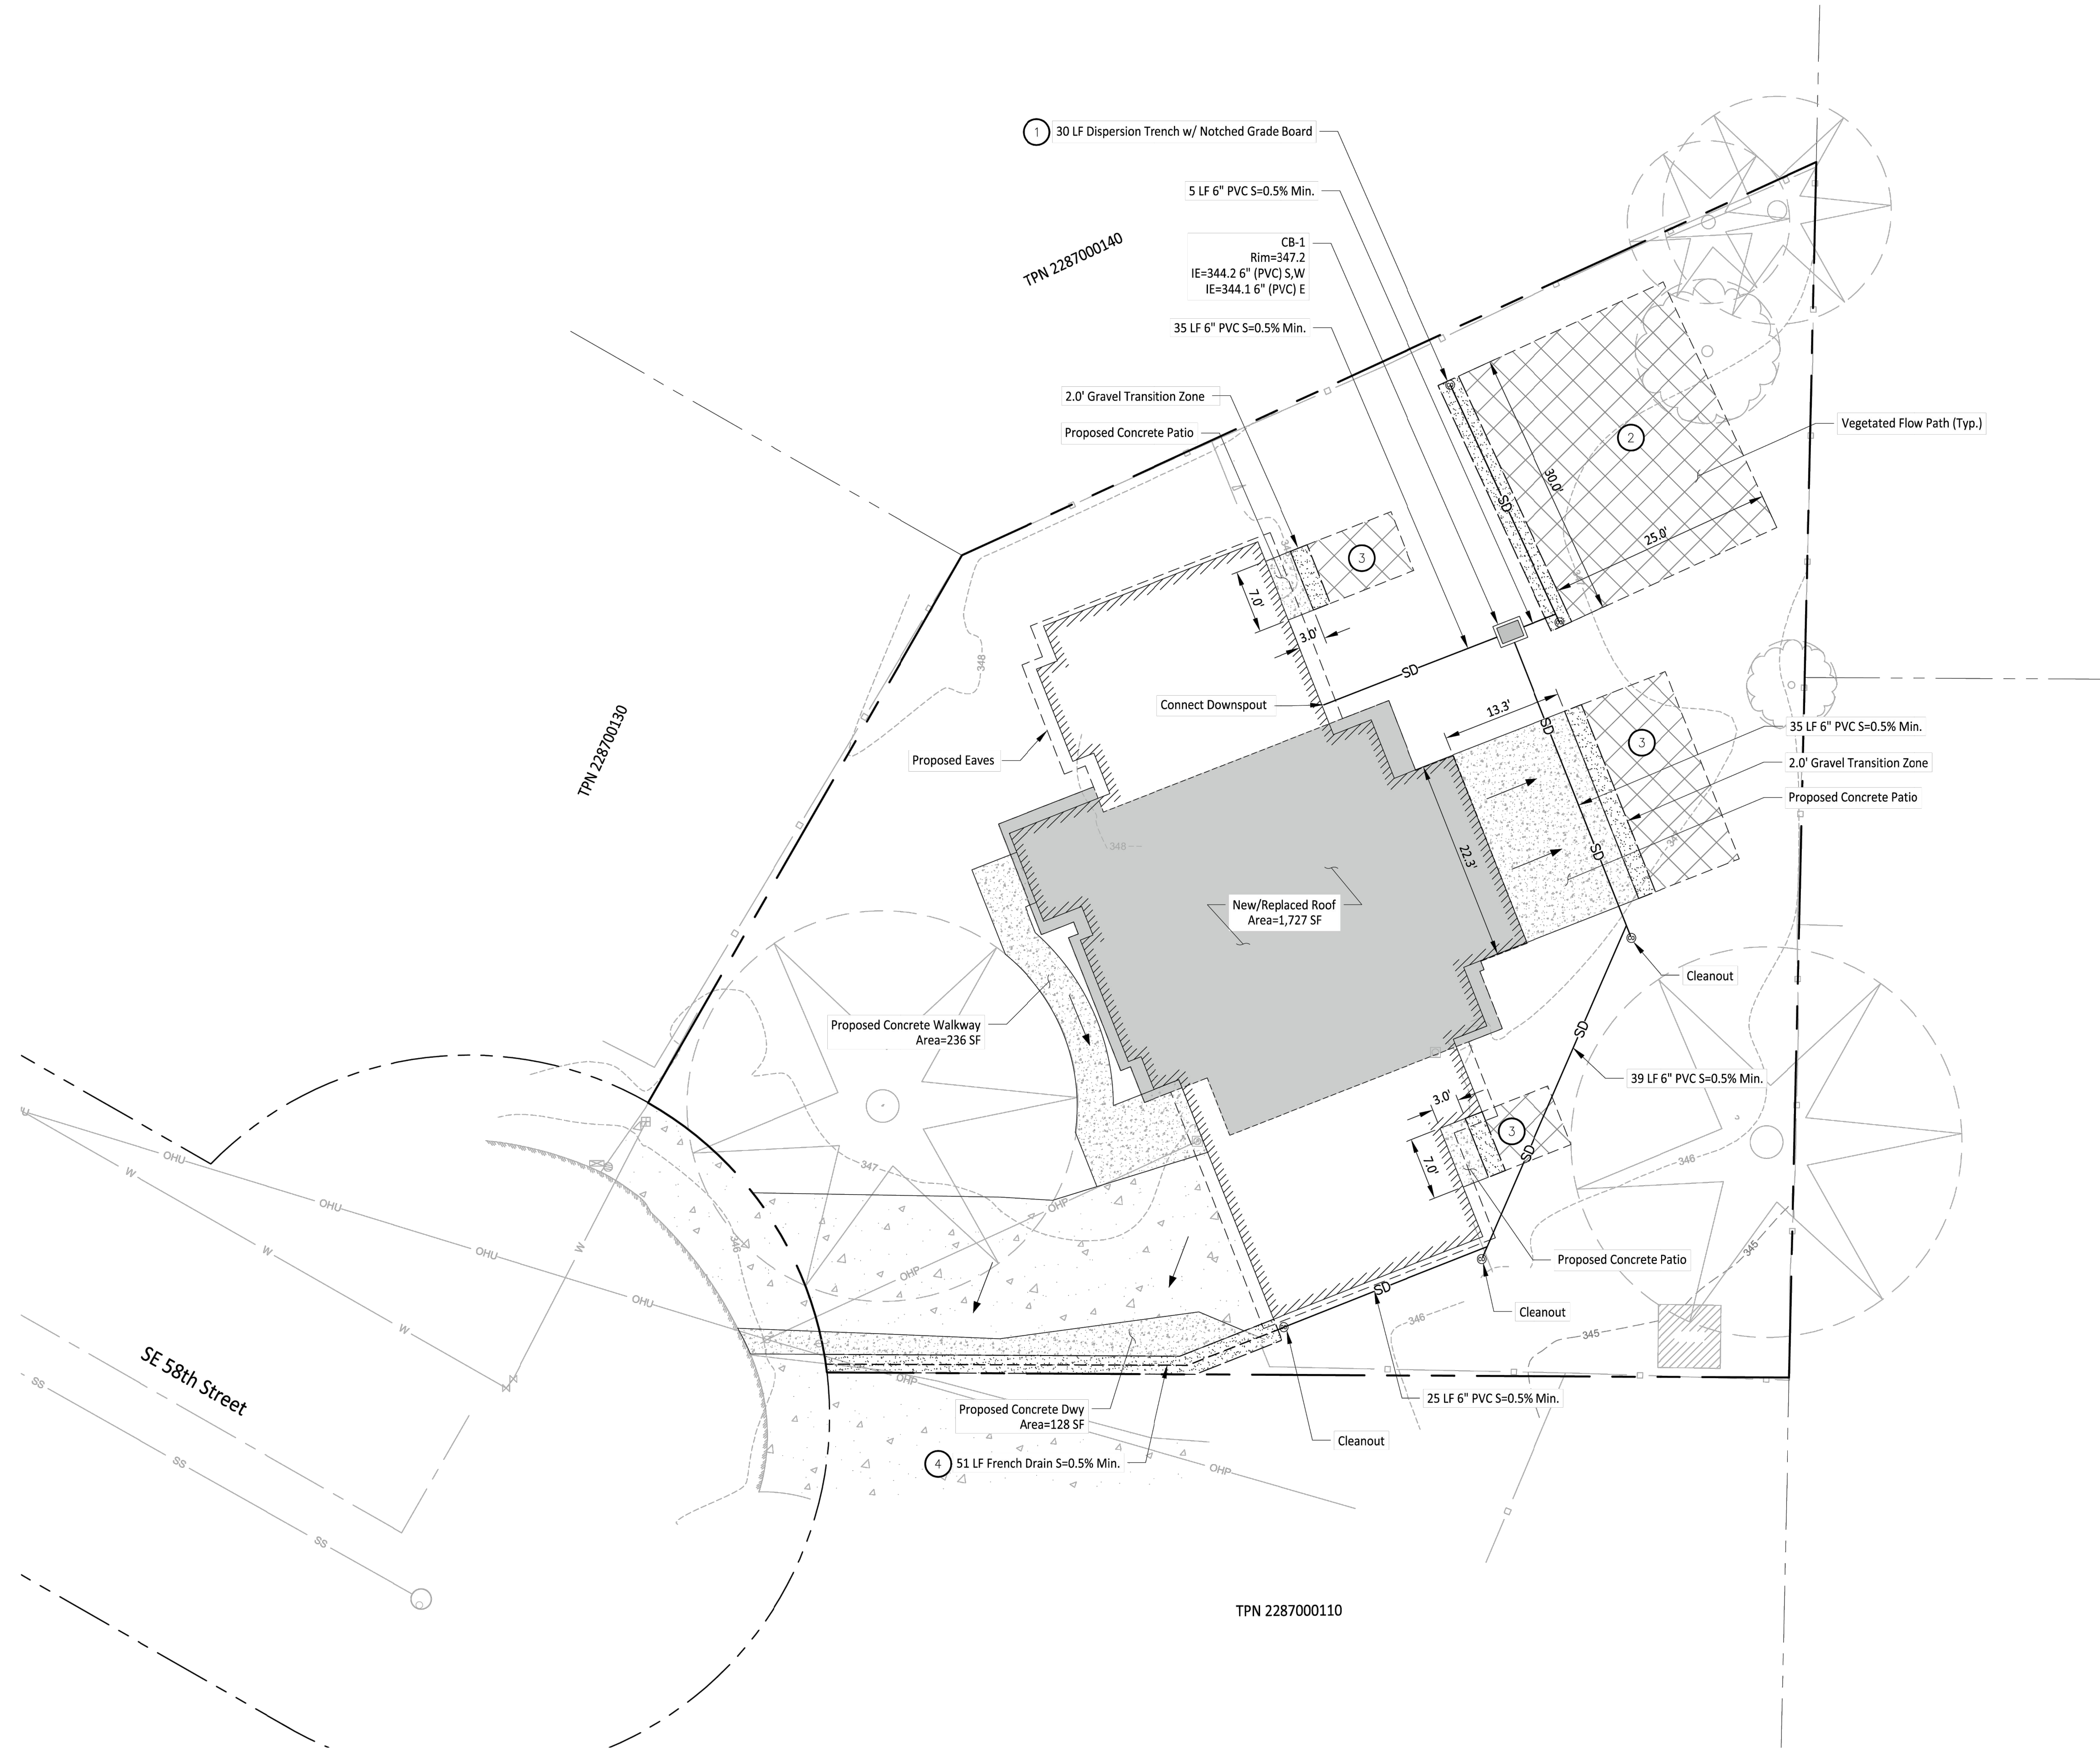 1
30 LF Dispersion Trench w/ Notched Grade Board
5 LF 6" PVC S=0.5% Min.
CB-1
Rim=347.2
IE=344.2 6" (PVC) S,W
IE=344.1 6" (PVC) E
35 LF 6" PVC S=0.5% Min.
TPN 2287000140
2.0' Gravel Transition Zone
Proposed Concrete Patio
Vegetated Flow Path (Typ.)
2
30.0'
25.0'
SD
3
7.0'
3.0'
SD
348
Connect Downspout
Proposed Eaves
TPN 228700130
13.3'
SD
3
35 LF 6" PVC S=0.5% Min.
2.0' Gravel Transition Zone
Proposed Concrete Patio
348
22.3'
SD
New/Replaced Roof
Area=1,727 SF
Cleanout
Proposed Concrete Walkway
Area=236 SF
SD
39 LF 6" PVC S=0.5% Min.
3.0'
3
SD
7.0'
347
346
346
345
OHU
OHU
OHU
OHU
OHP
OHP
OHP
OHP
W
W
W
W
Proposed Concrete Patio
SD
Cleanout
346
345
SE 58th Street
SS
SS
SS
25 LF 6" PVC S=0.5% Min.
Proposed Concrete Dwy
Area=128 SF
Cleanout
4
51 LF French Drain S=0.5% Min.
TPN 2287000110